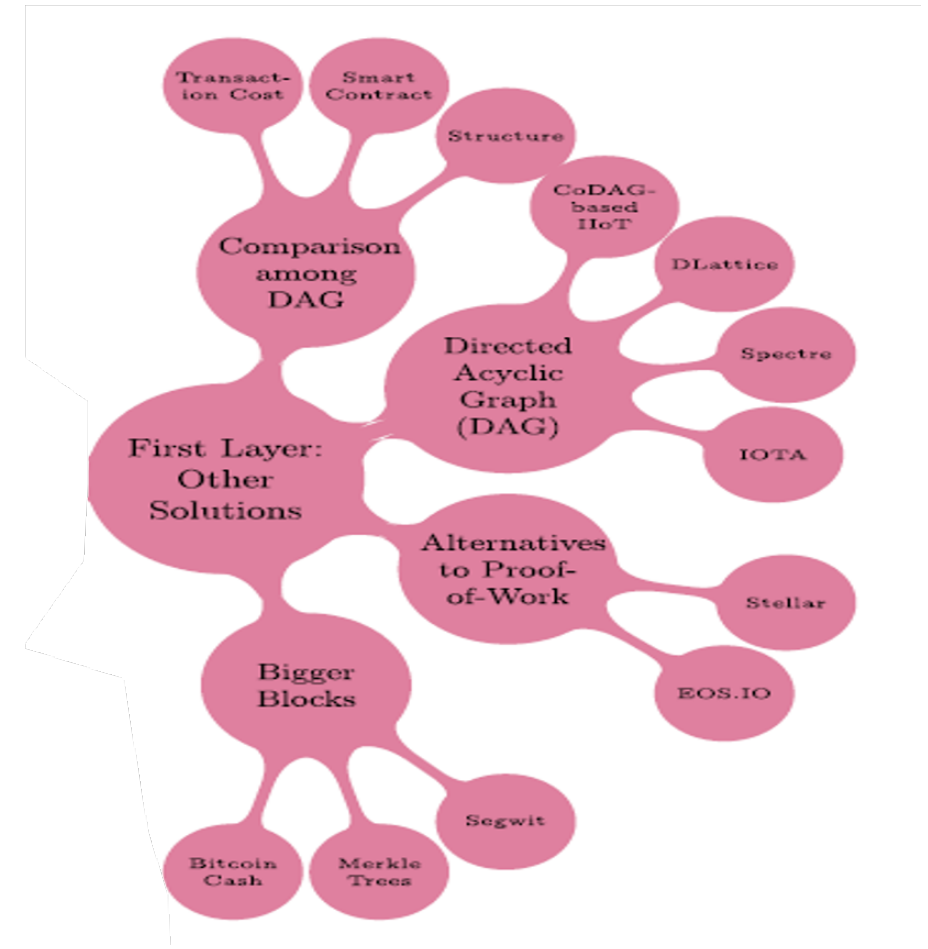 Transact-
ion Cost
Smart
Contract
Structure
CoDAG-
based
IIoT
DLattice
Comparison
among
DAG
Directed
Acyclic
Graph
(DAG)
Spectre
IOTA
First Layer:
Other
Solutions
Alternatives
to Proof-
of-Work
Stellar
EOS.IO
Bigger
Blocks
Segwit
Bitcoin
Cash
Merkle
Trees